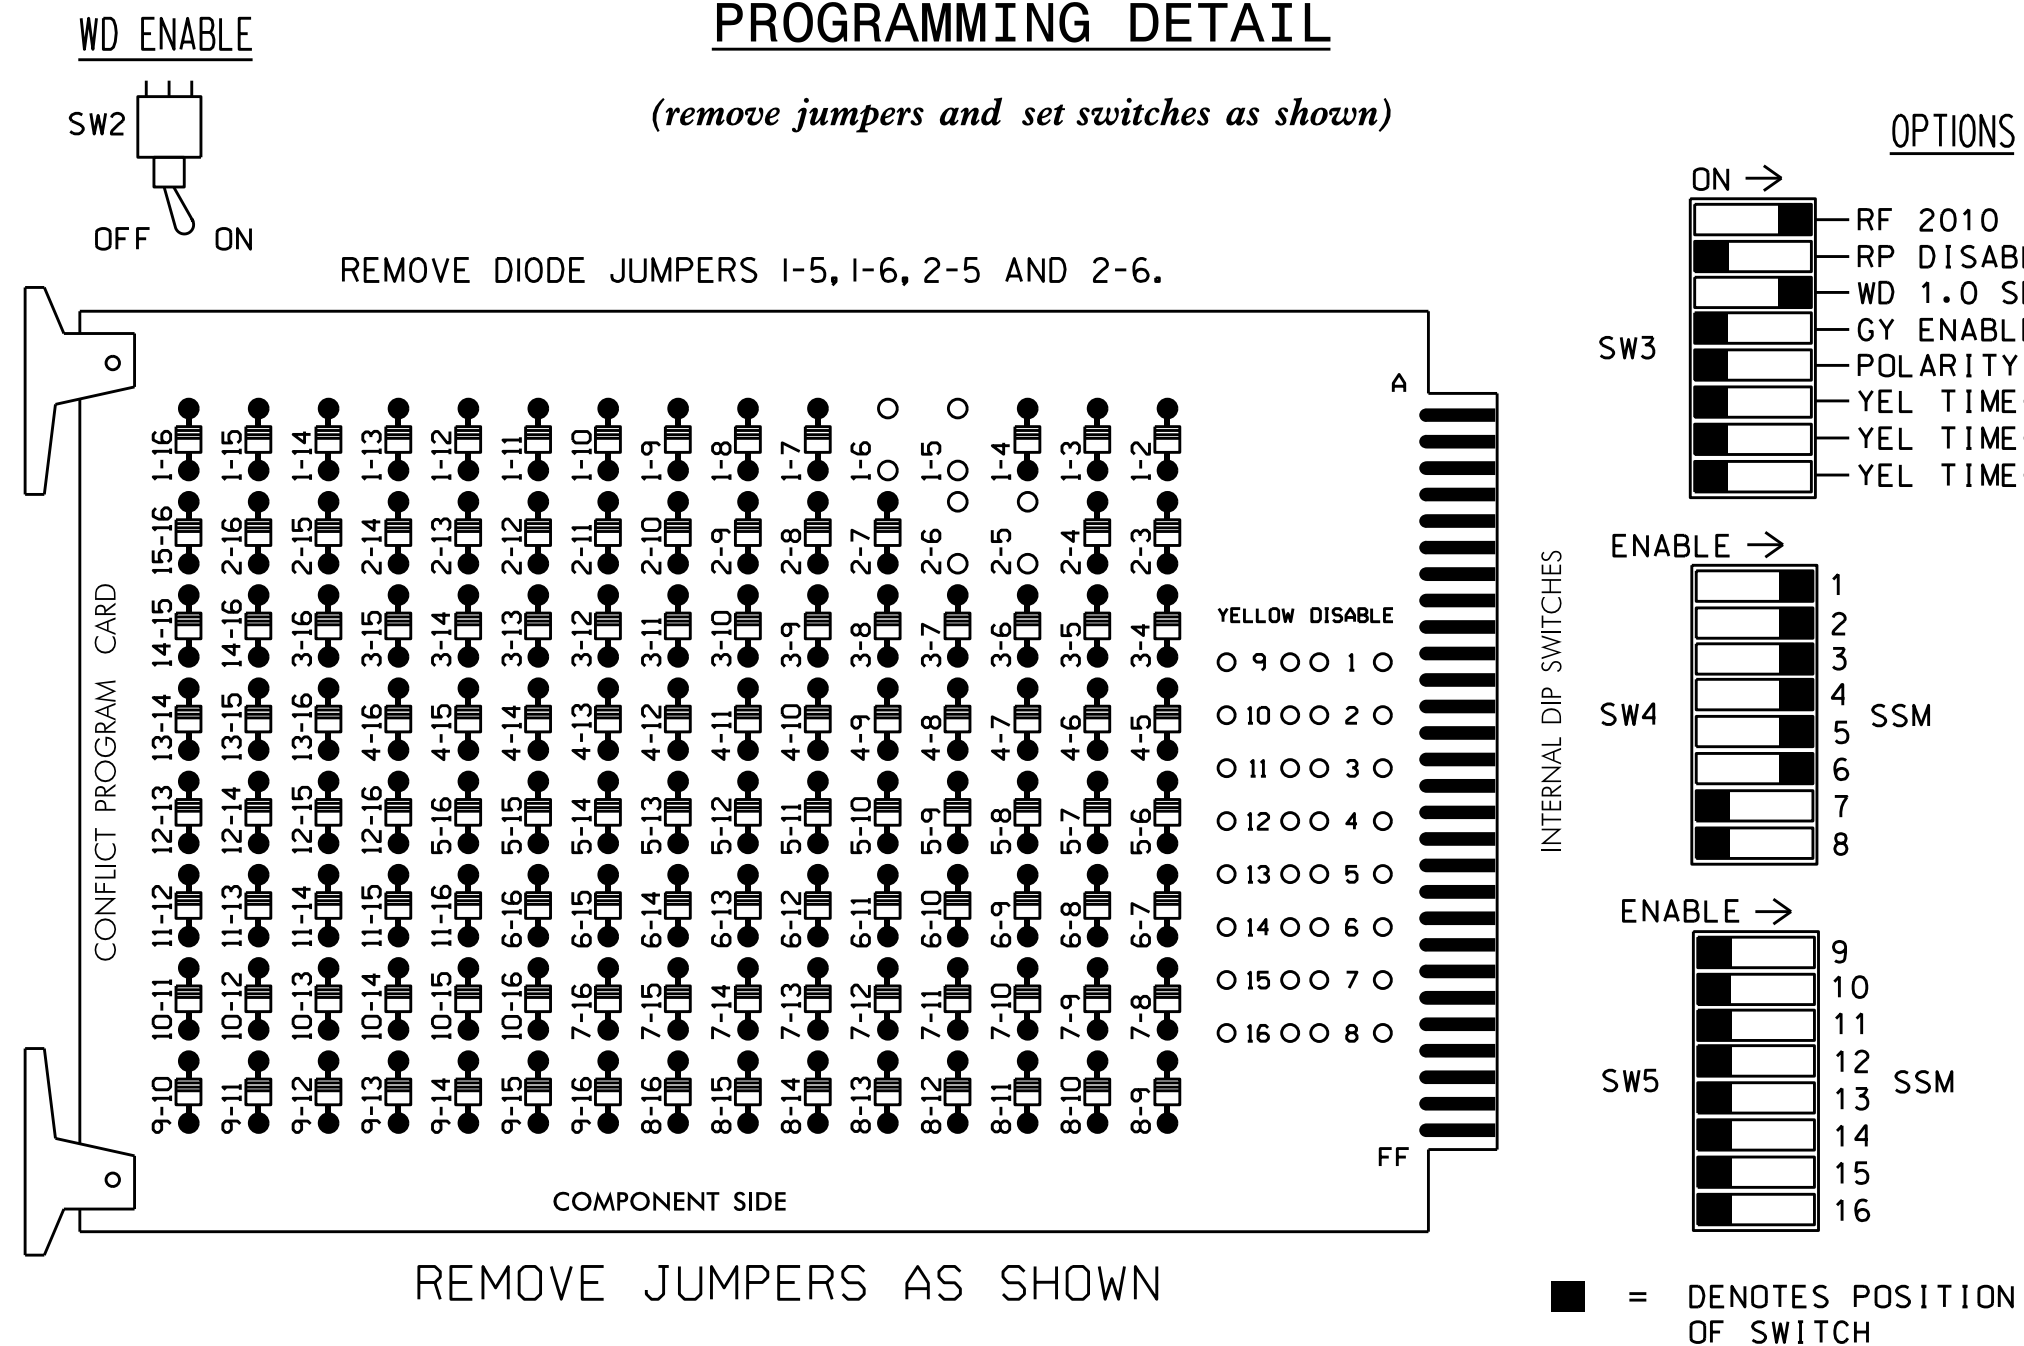 WD ENABLE
SW2
OFF ON
PROGRAMMING DETAIL
(remove jumpers and set switches as shown)
REMOVE DIODE JUMPERS 1-5, 1-6, 2-5 AND 2-6.
CONFLICT PROGRAM CARD
1-16 1-15 1-14 1-13 1-12 1-11 1-10 1-9 1-8 1-7 1-6 1-5 1-4 1-3 1-2
15-16 2-16 2-15 2-14 2-13 2-12 2-11 2-10 2-9 2-8 2-7 2-6 2-5 2-4 2-3
14-15 14-16 3-16 3-15 3-14 3-13 3-12 3-11 3-10 3-9 3-8 3-7 3-6 3-5 3-4
13-14 13-15 13-16 4-16 4-15 4-14 4-13 4-12 4-11 4-10 4-9 4-8 4-7 4-6 4-5
12-13 12-14 12-15 12-16 5-16 5-15 5-14 5-13 5-12 5-11 5-10 5-9 5-8 5-7 5-6
11-12 11-13 11-14 11-15 11-16 6-16 6-15 6-14 6-13 6-12 6-11 6-10 6-9 6-8 6-7
10-11 10-12 10-13 10-14 10-15 10-16 7-16 7-15 7-14 7-13 7-12 7-11 7-10 7-9 7-8
9-10 9-11 9-12 9-13 9-14 9-15 9-16 8-16 8-15 8-14 8-13 8-12 8-11 8-10 8-9
A
YELLOW DISABLE
9 1
10 2
11 3
12 4
13 5
14 6
15 7
16 8
FF
COMPONENT SIDE
REMOVE JUMPERS AS SHOWN
INTERNAL DIP SWITCHES
OPTIONS
ON →
SW3
RF 2010
RP
WD 1.0
GY
POLARITY
YEL TIME
YEL TIME
YEL TIME
ENABLE →
SW4
1
2
3
4
5
6
7
8
SSM
ENABLE →
SW5
9
10
11
12
13
14
15
16
SSM
= DENOTES POSITION
OF SWITCH